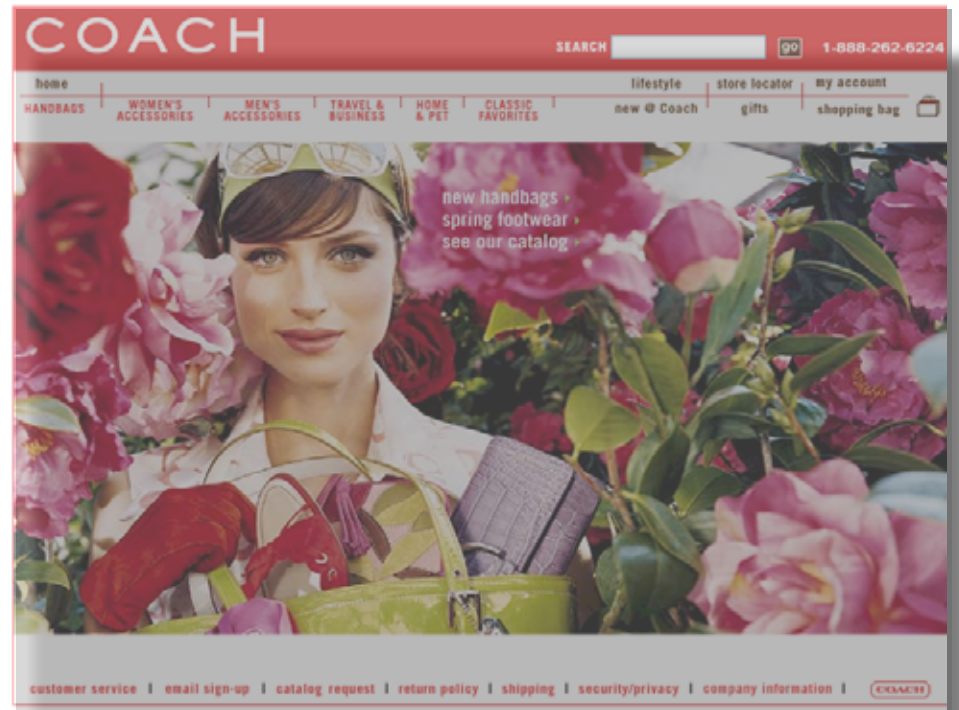 COACH
SEARCH go 1-888-262-6224
home lifestyle store locator my account
HANDBAGS WOMEN'S ACCESSORIES MEN'S ACCESSORIES TRAVEL & BUSINESS HOME & PET CLASSIC FAVORITES new @ Coach gifts shopping bag
new handbags
spring footwear
see our catalog
customer service | email sign-up | catalog request | return policy | shipping | security/privacy | company information | COACH